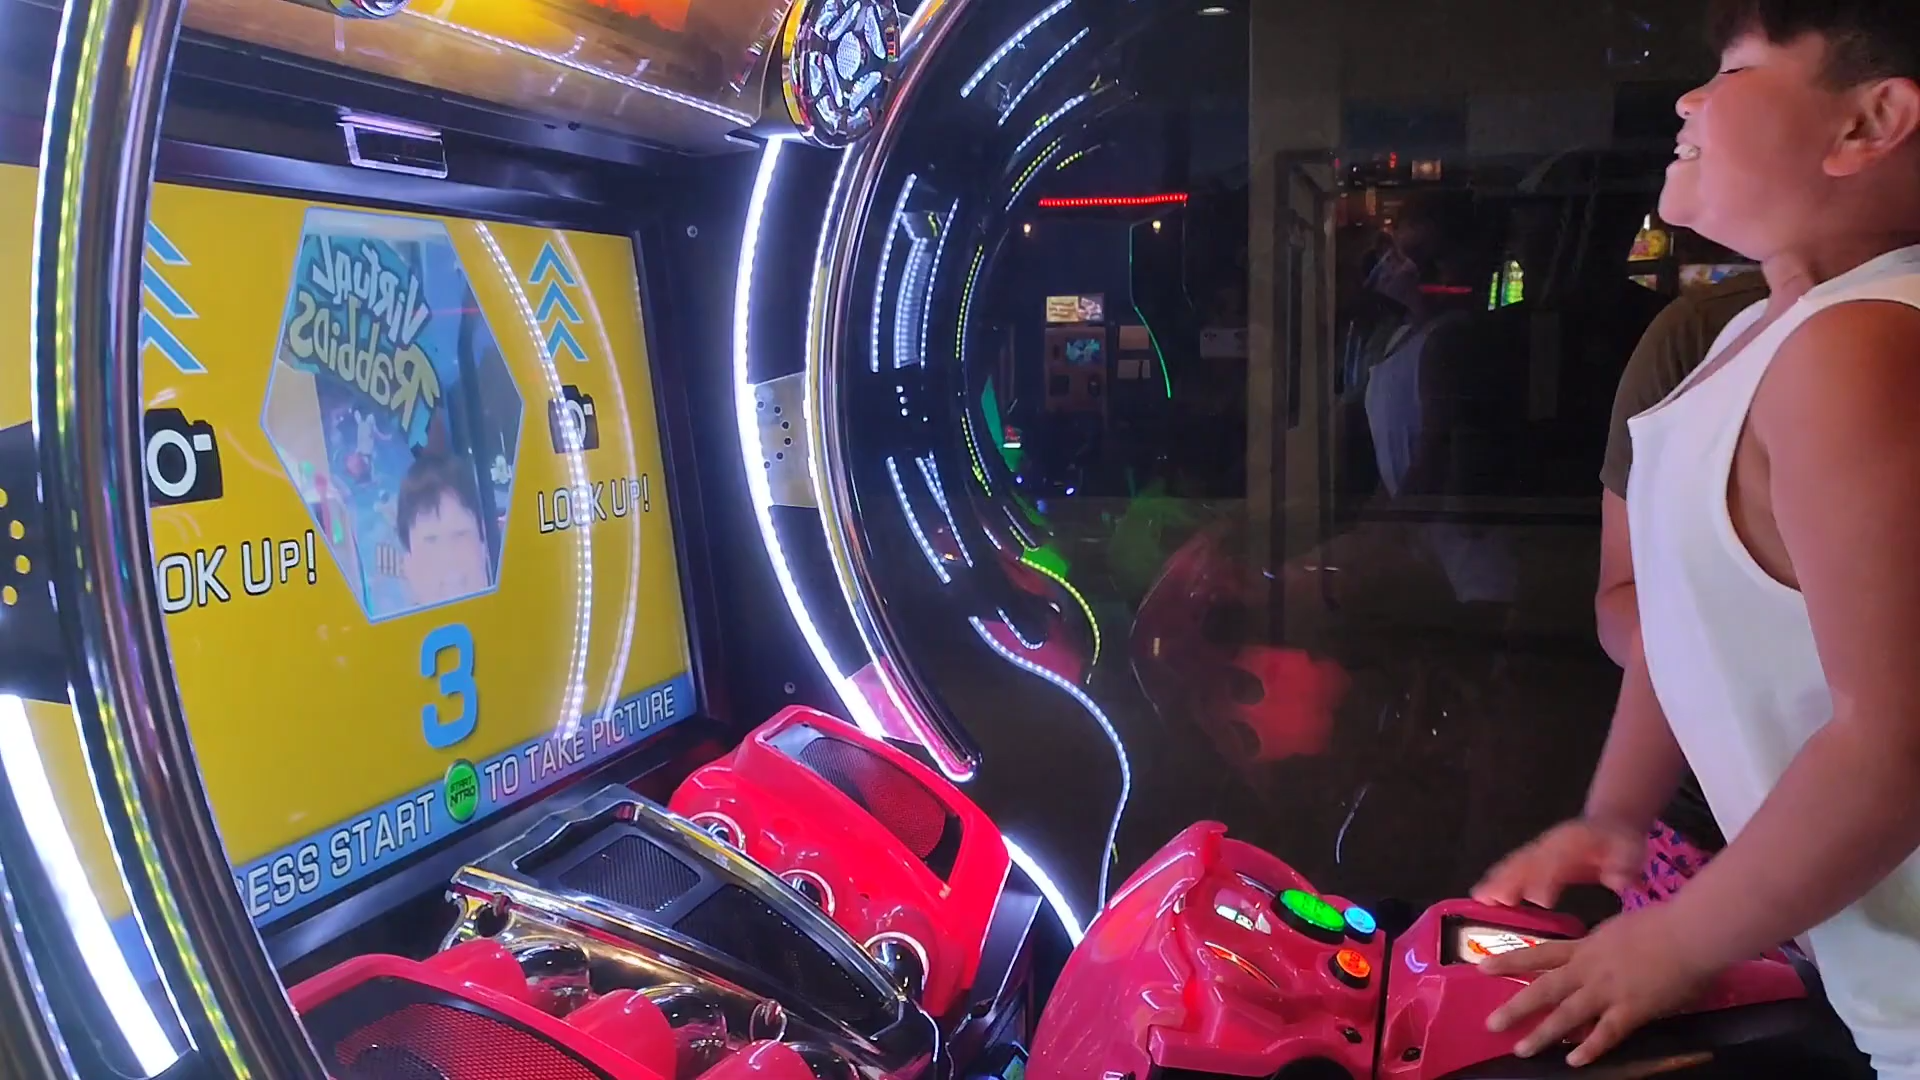 VIRTUAL
Rabbids
LOOK UP!
OK UP!
3
ESS START START NITRO TO TAKE PICTURE